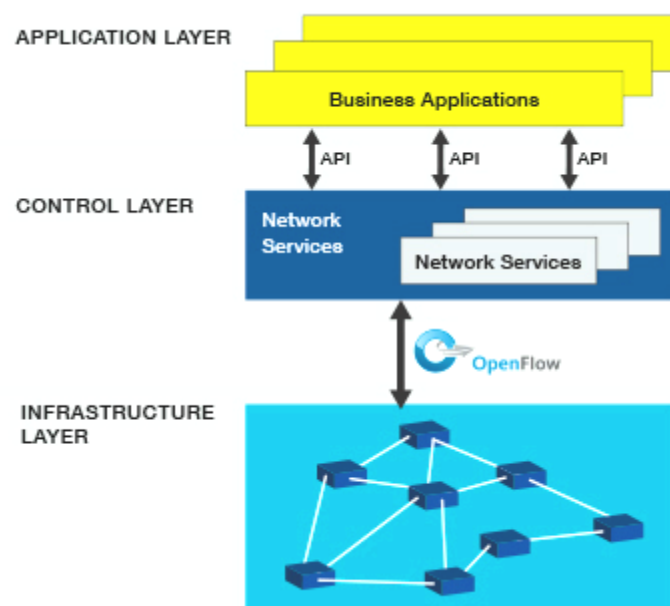 APPLICATION LAYER
Business Applications
API
API
API
CONTROL LAYER
Network
Services
Network Services
OpenFlow
INFRASTRUCTURE
LAYER